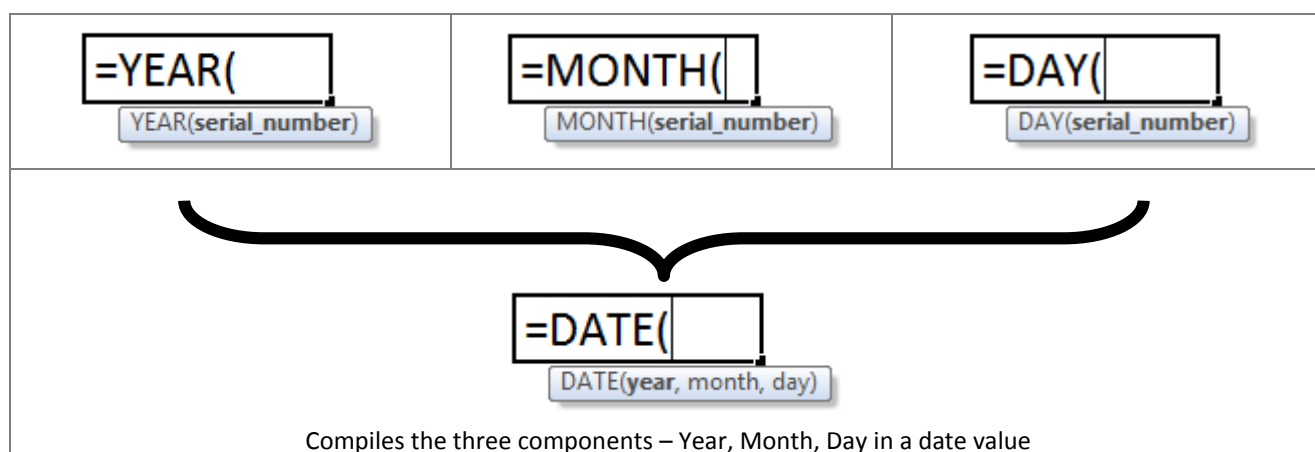 =YEAR(
YEAR(serial_number)
=MONTH(
MONTH(serial_number)
=DAY(
DAY(serial_number)
=DATE(
DATE(year, month, day)
Compiles the three components – Year, Month, Day in a date value